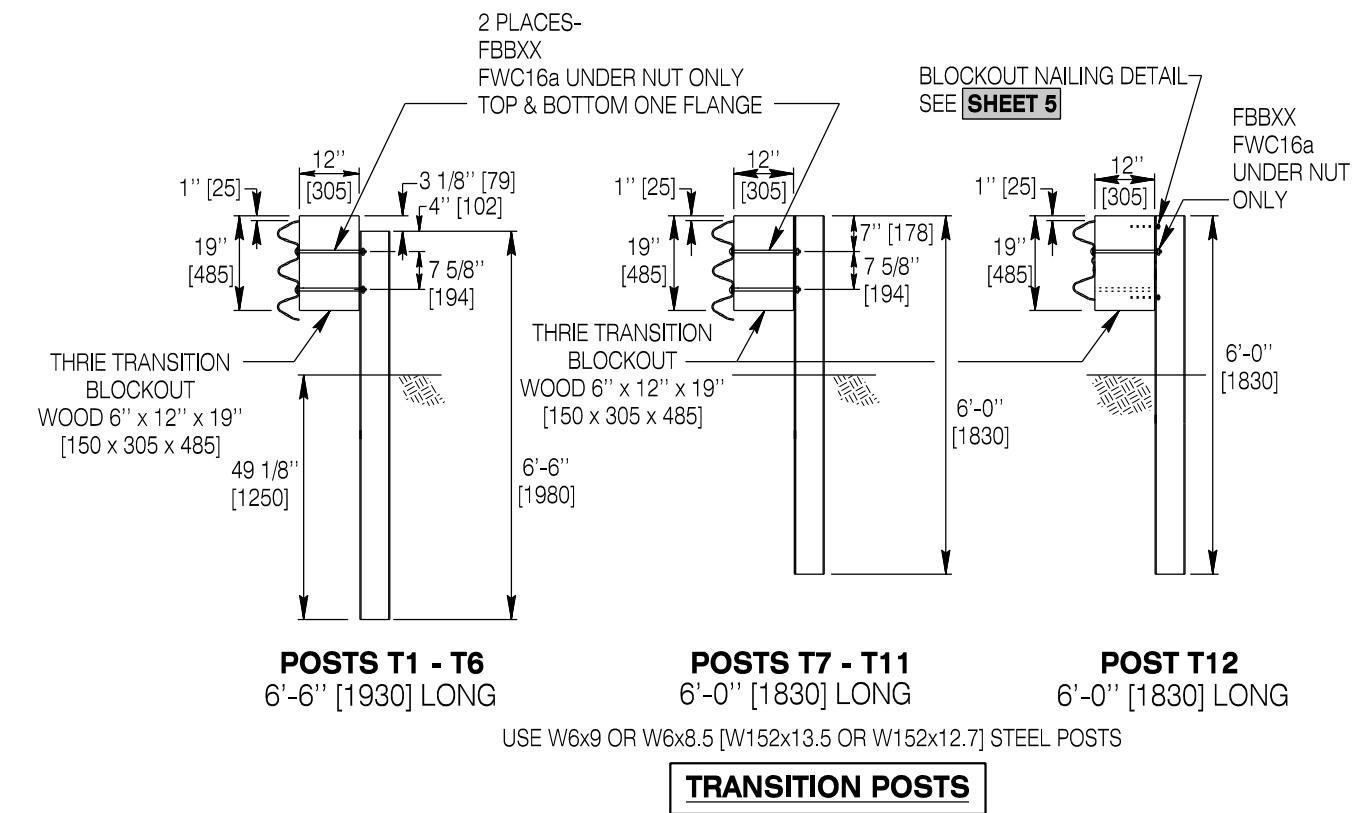 2 PLACES-
FBBXX
FWC16a UNDER NUT ONLY
TOP & BOTTOM ONE FLANGE
BLOCKOUT NAILING DETAIL
SEE SHEET 5
FBBXX
FWC16a
UNDER NUT
ONLY
12''
[305]
1'' [25]
3 1/8'' [79]
4'' [102]
19''
[485]
7 5/8''
[194]
THRIE TRANSITION
BLOCKOUT
WOOD 6'' x 12'' x 19''
[150 x 305 x 485]
49 1/8''
[1250]
6'-6''
[1980]
12''
[305]
1'' [25]
7'' [178]
19''
[485]
7 5/8''
[194]
THRIE TRANSITION
BLOCKOUT
WOOD 6'' x 12'' x 19''
[150 x 305 x 485]
6'-0''
[1830]
12''
[305]
1'' [25]
19''
[485]
6'-0''
[1830]
POSTS T1 - T6
6'-6'' [1930] LONG
POSTS T7 - T11
6'-0'' [1830] LONG
POST T12
6'-0'' [1830] LONG
USE W6x9 OR W6x8.5 [W152x13.5 OR W152x12.7] STEEL POSTS
TRANSITION POSTS